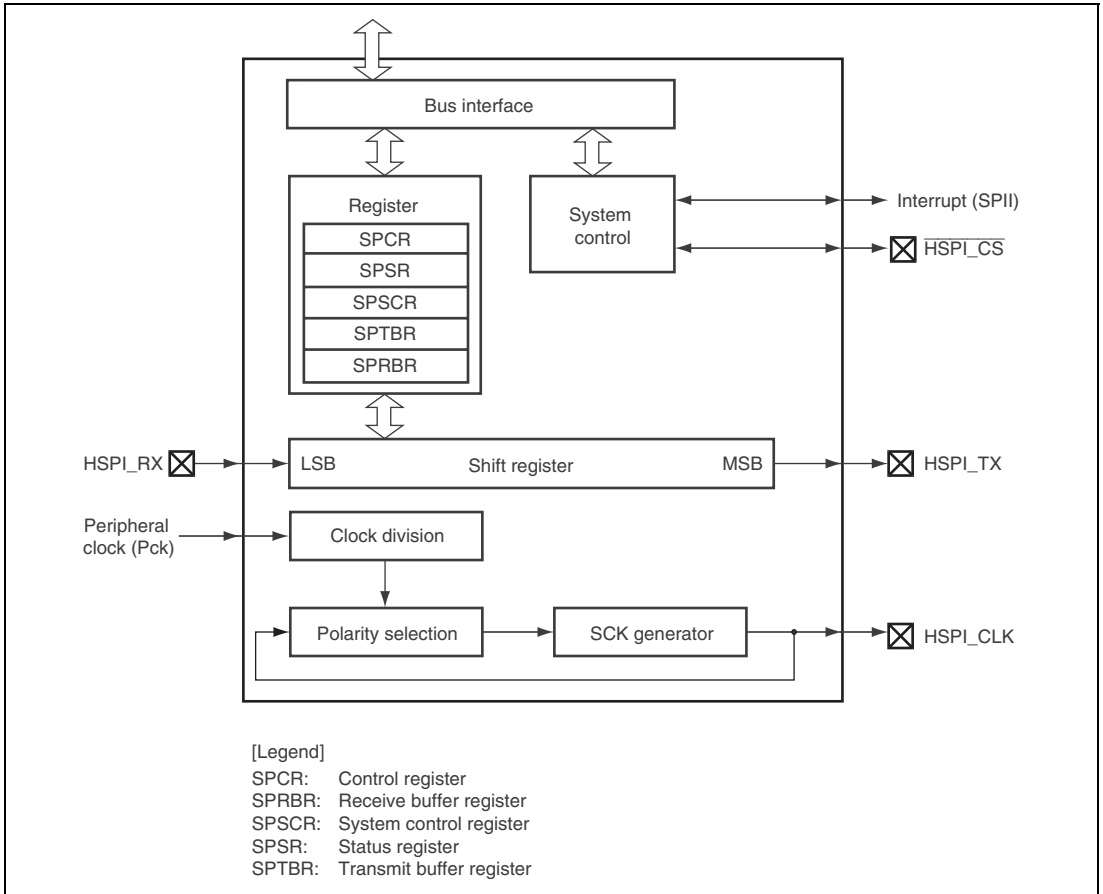 Bus interface
Register
SPCR
SPSR
SPSCR
SPTBR
SPRBR
System
control
Interrupt (SPII)
HSPI_CS
HSPI_RX
LSB
Shift register
MSB
HSPI_TX
Peripheral
clock (Pck)
Clock division
Polarity selection
SCK generator
HSPI_CLK
[Legend]
SPCR: Control register
SPRBR: Receive buffer register
SPSCR: System control register
SPSR: Status register
SPTBR: Transmit buffer register